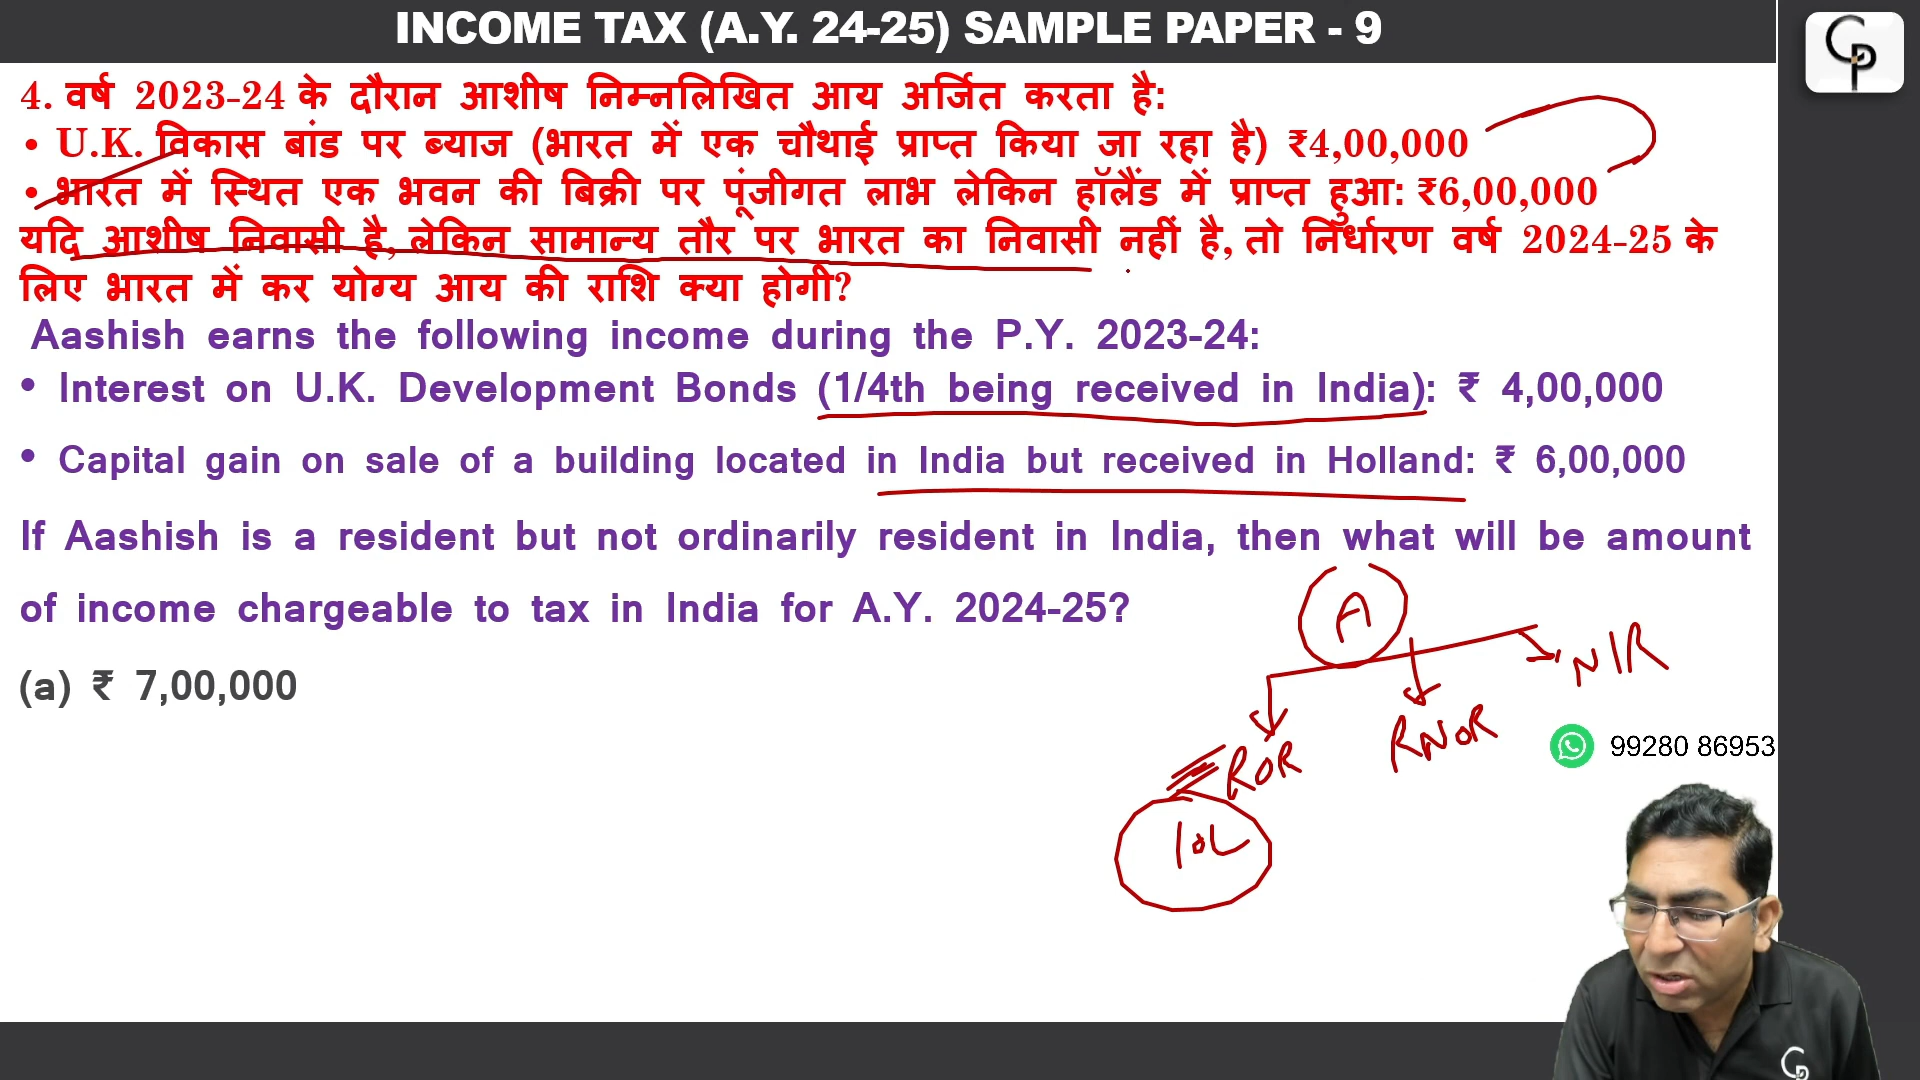 INCOME TAX (A.Y. 24-25) SAMPLE PAPER - 9
4. वर्ष 2023-24 के दौरान आशीष निम्नलिखित आय अर्जित करता है:
• U.K. विकास बांड पर ब्याज (भारत में एक चौथाई प्राप्त किया जा रहा है) ₹4,00,000
• भारत में स्थित एक भवन की बिक्री पर पूंजीगत लाभ लेकिन हॉलैंड में प्राप्त हुआ: ₹6,00,000
यदि आशीष निवासी है, लेकिन सामान्य तौर पर भारत का निवासी नहीं है, तो निर्धारण वर्ष 2024-25 के
लिए भारत में कर योग्य आय की राशि क्या होगी?
Aashish earns the following income during the P.Y. 2023-24:
• Interest on U.K. Development Bonds (1/4th being received in India): ₹ 4,00,000
• Capital gain on sale of a building located in India but received in Holland: ₹ 6,00,000
If Aashish is a resident but not ordinarily resident in India, then what will be amount
of income chargeable to tax in India for A.Y. 2024-25?
A
(a) ₹ 7,00,000
NIR
RNOR
ROR
99280 86953